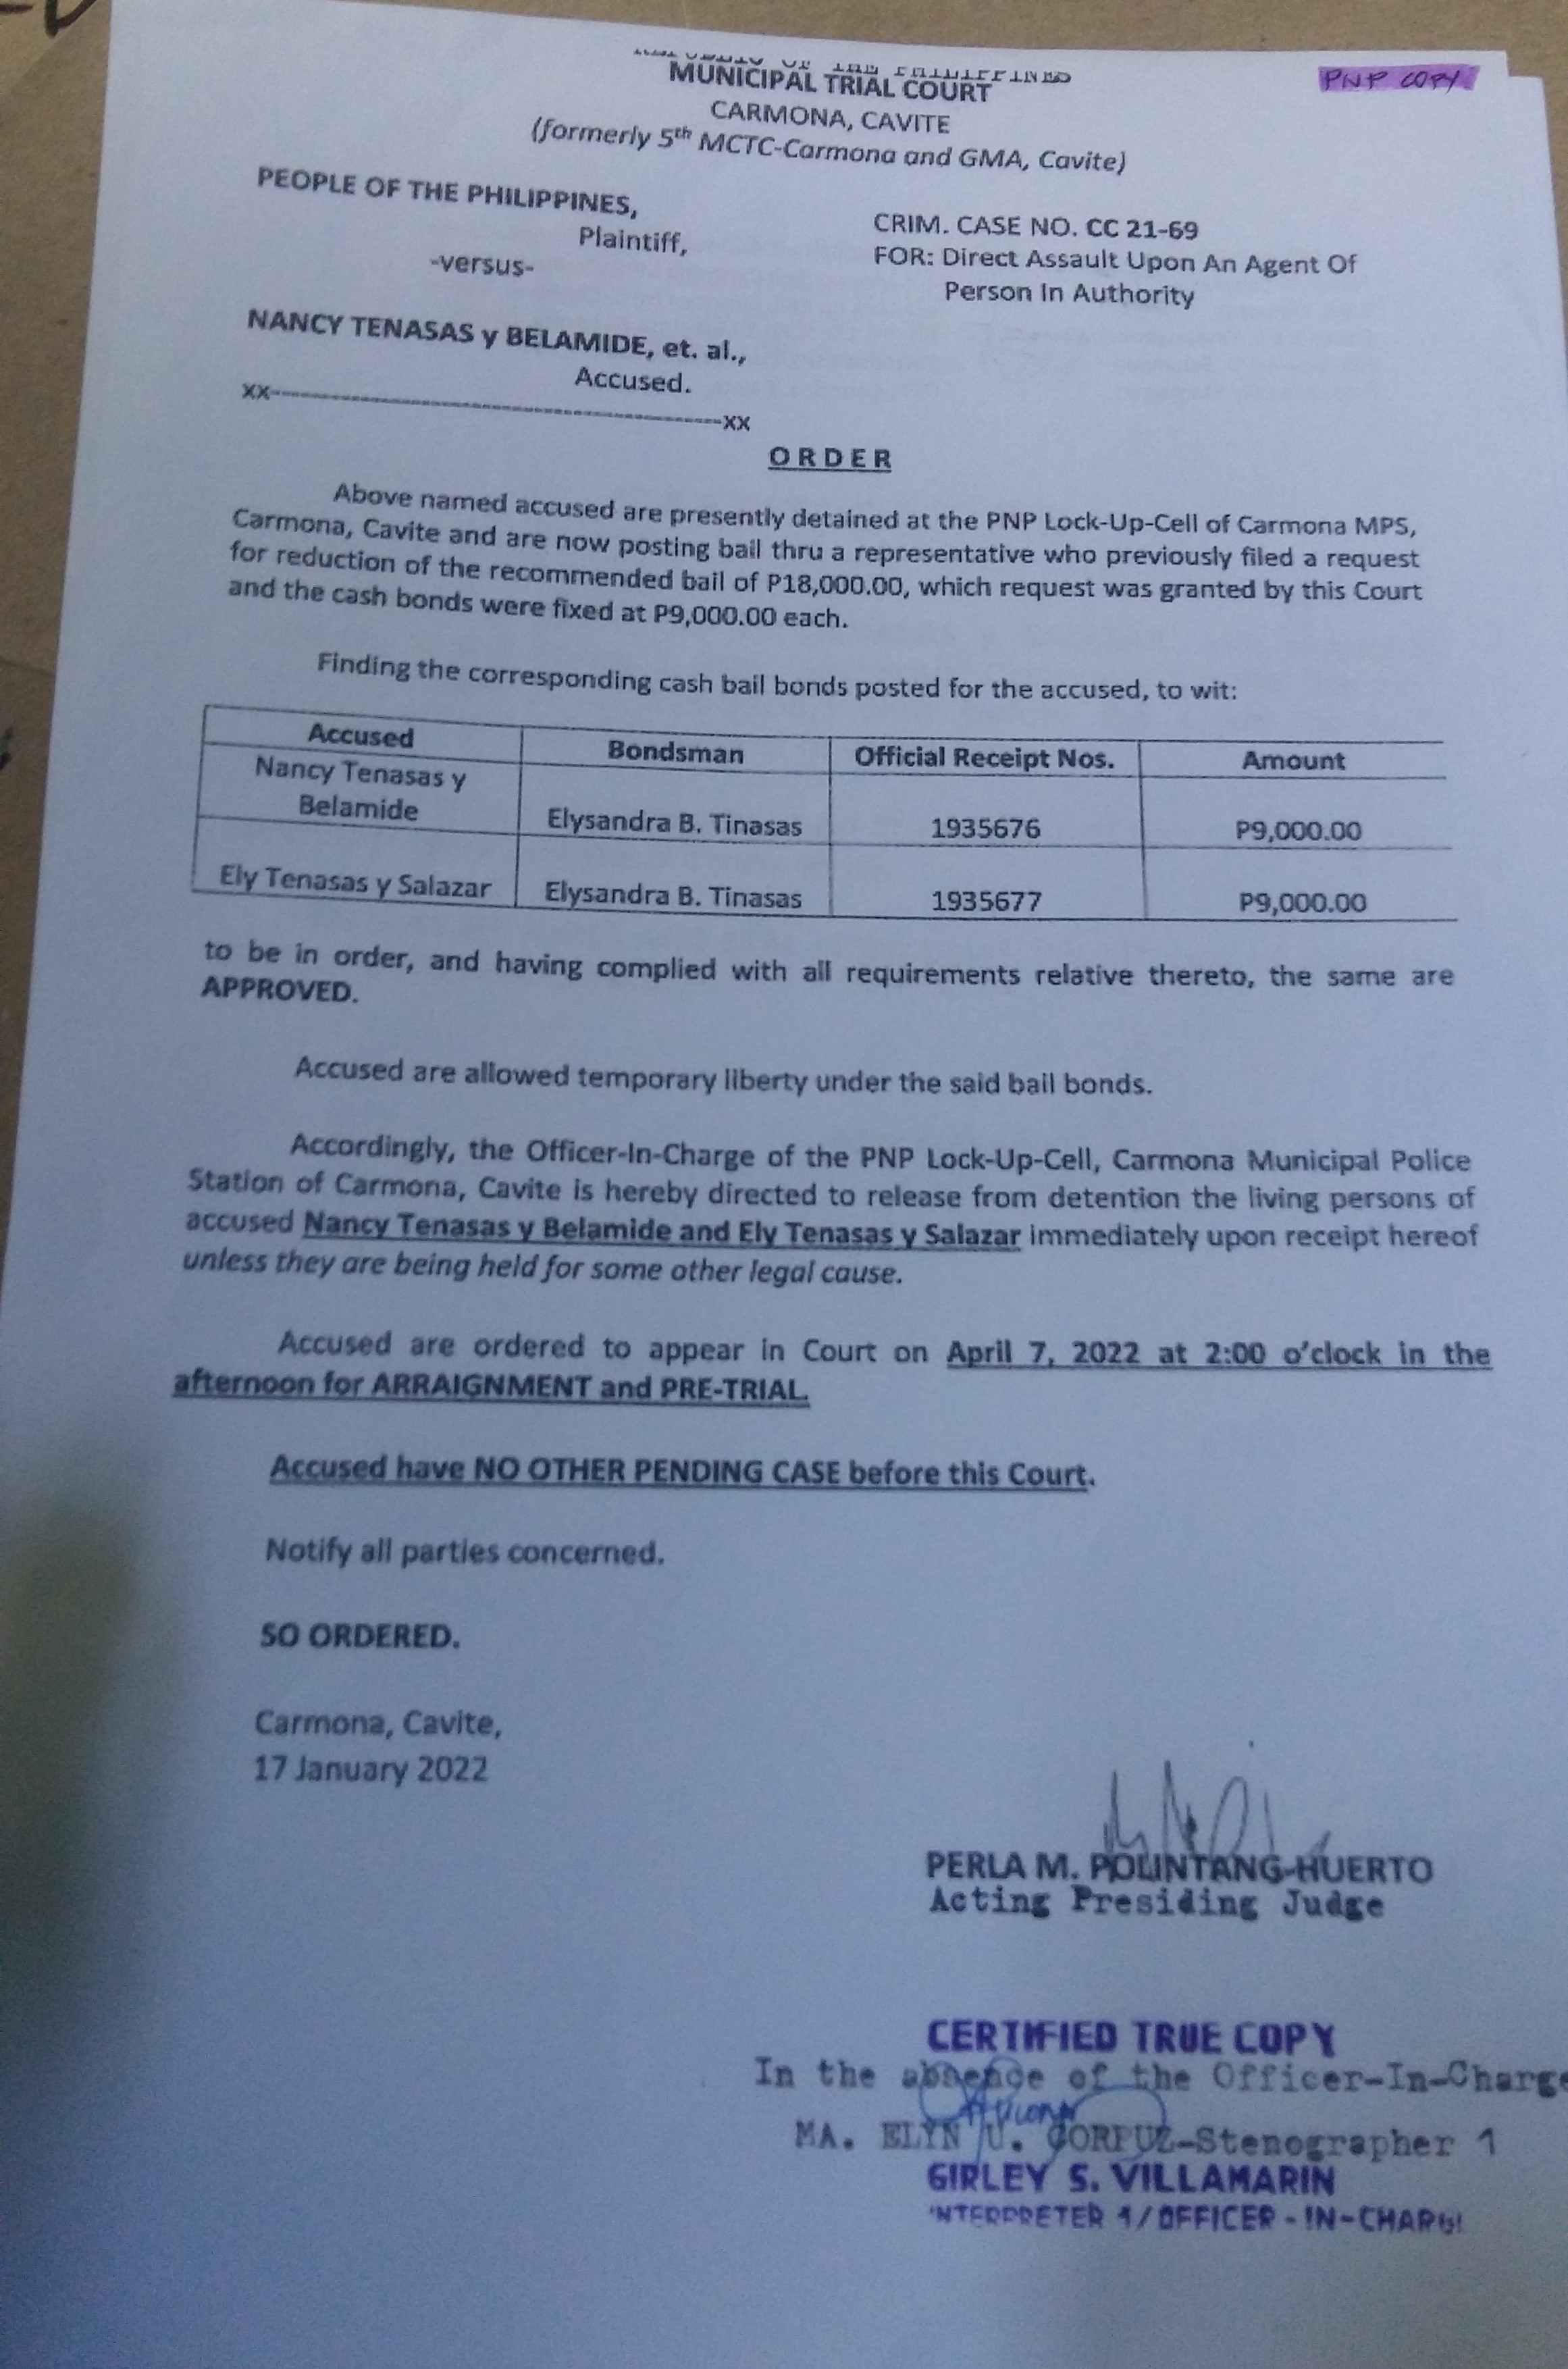 REPUBLIC OF THE PHILIPPINES
MUNICIPAL TRIAL COURT
PNP COPY
CARMONA, CAVITE
(formerly 5th MCTC-Carmona and GMA, Cavite)
PEOPLE OF THE PHILIPPINES,
Plaintiff,
-versus-
CRIM. CASE NO. CC 21-69
FOR: Direct Assault Upon An Agent Of
Person In Authority
NANCY TENASAS y BELAMIDE, et. al.,
Accused.
xx--------------------------------------------------xx
ORDER
Above named accused are presently detained at the PNP Lock-Up-Cell of Carmona MPS,
Carmona, Cavite and are now posting bail thru a representative who previously filed a request
for reduction of the recommended bail of P18,000.00, which request was granted by this Court
and the cash bonds were fixed at P9,000.00 each.
Finding the corresponding cash bail bonds posted for the accused, to wit:
Accused Bondsman Official Receipt Nos. Amount
Nancy Tenasas y
Belamide Elysandra B. Tinasas 1935676 P9,000.00
Ely Tenasas y Salazar Elysandra B. Tinasas 1935677 P9,000.00
to be in order, and having complied with all requirements relative thereto, the same are
APPROVED.
Accused are allowed temporary liberty under the said bail bonds.
Accordingly, the Officer-In-Charge of the PNP Lock-Up-Cell, Carmona Municipal Police
Station of Carmona, Cavite is hereby directed to release from detention the living persons of
accused Nancy Tenasas y Belamide and Ely Tenasas y Salazar immediately upon receipt hereof
unless they are being held for some other legal cause.
Accused are ordered to appear in Court on April 7, 2022 at 2:00 o'clock in the
afternoon for ARRAIGNMENT and PRE-TRIAL.
Accused have NO OTHER PENDING CASE before this Court.
Notify all parties concerned.
SO ORDERED.
Carmona, Cavite,
17 January 2022
PERLA M. POLINTANG-HUERTO
Acting Presiding Judge
CERTIFIED TRUE COPY
In the absence of the Officer-In-Charge
MA. ELYN U. CORPUZ-Stenographer 1
GIRLEY S. VILLAMARIN
INTERPRETER 1/OFFICER-IN-CHARGE